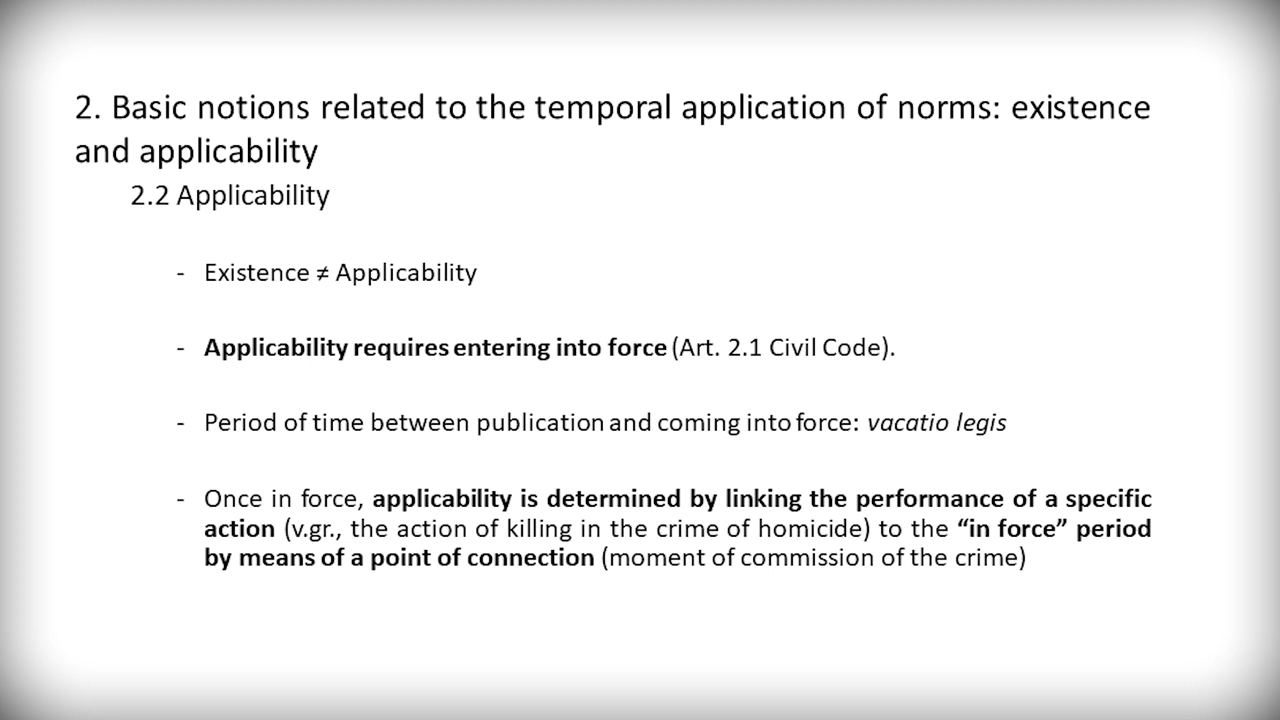 2. Basic notions related to the temporal application of norms: existence
and applicability
2.2 Applicability
- Existence ≠ Applicability
- Applicability requires entering into force (Art. 2.1 Civil Code).
- Period of time between publication and coming into force: vacatio legis
- Once in force, applicability is determined by linking the performance of a specific
action (v.gr., the action of killing in the crime of homicide) to the “in force” period
by means of a point of connection (moment of commission of the crime)